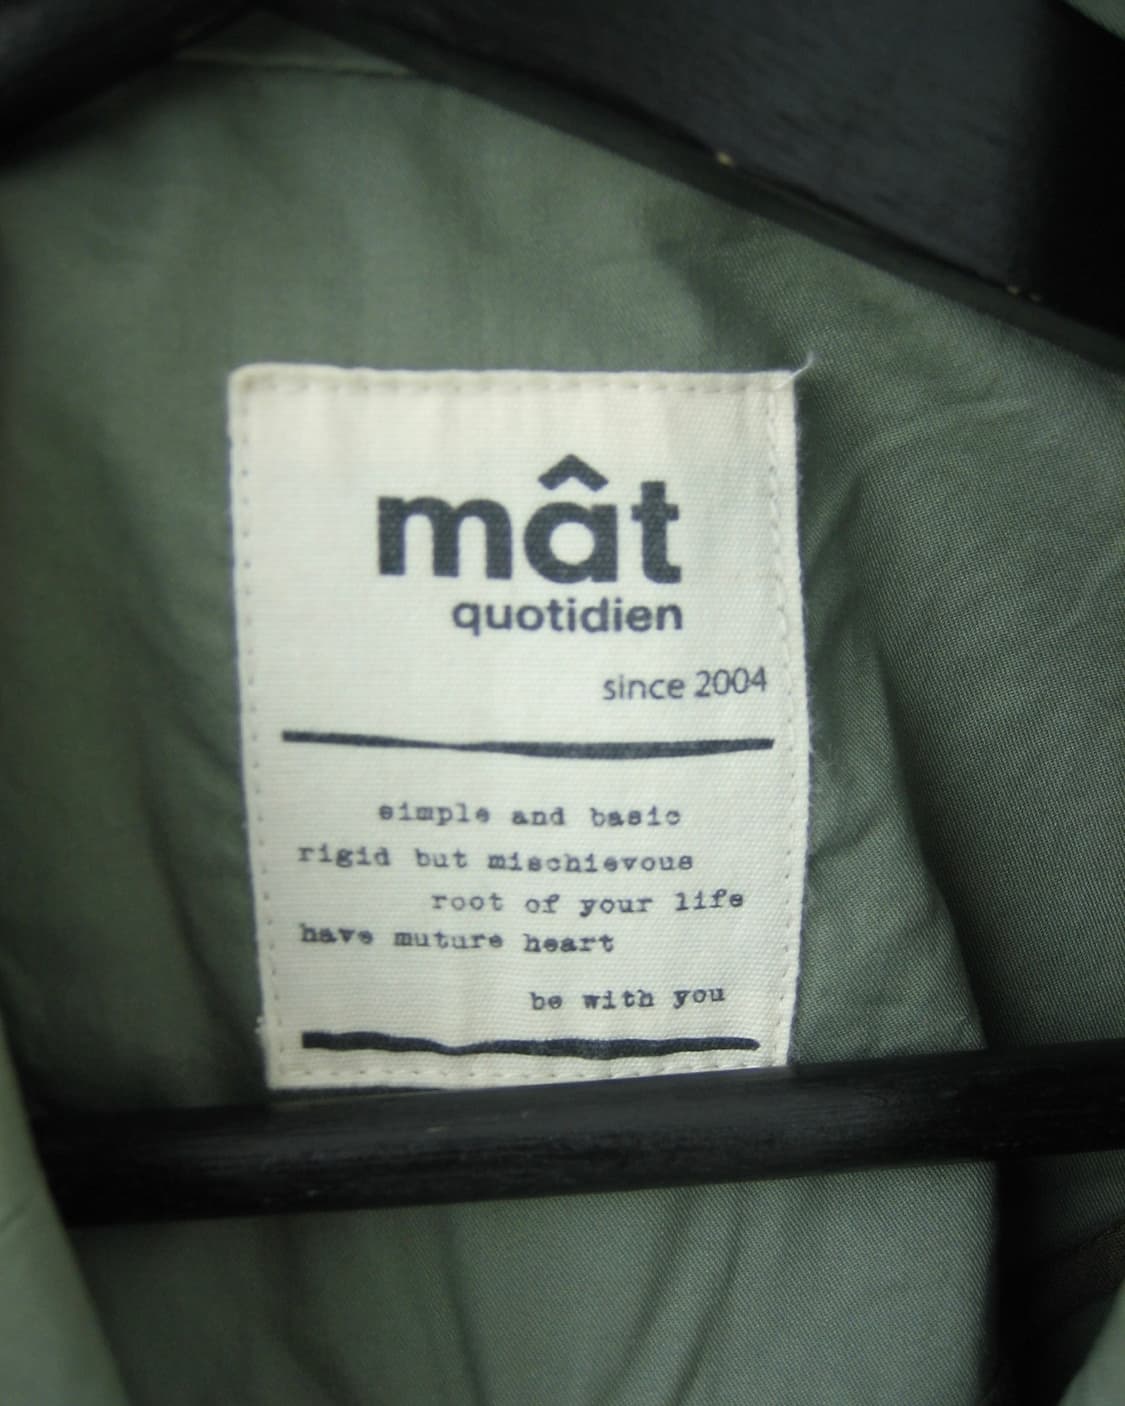 mât
quotidien
since 2004
simple and basic
rigid but mischievous
root of your life
have muture heart
be with you